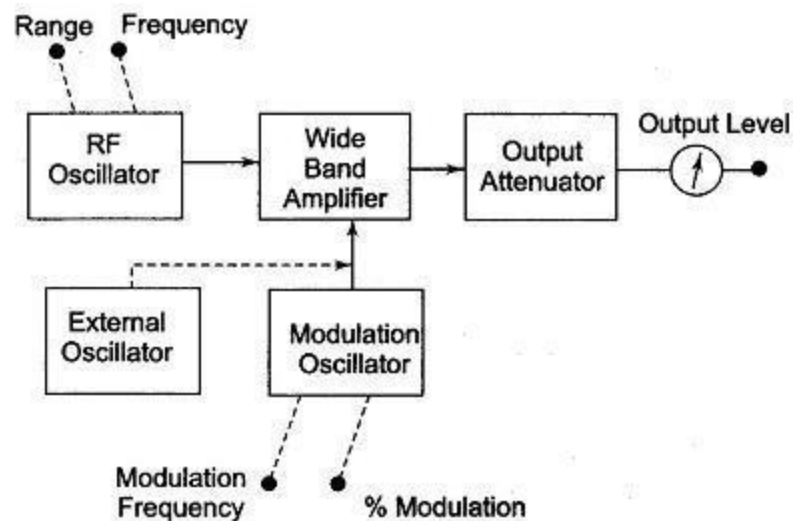 Range
Frequency
RF
Oscillator
Wide
Band
Amplifier
Output
Attenuator
Output Level
External
Oscillator
Modulation
Oscillator
Modulation
Frequency
% Modulation